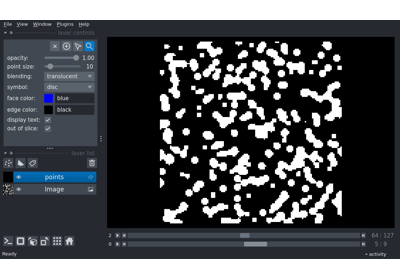 File View Window Plugins Help
layer controls
opacity: 1.00
point size: 10
blending: translucent
symbol: disc
face color: blue
edge color: black
display text:
out of slice:
layer list
points
Image
2 64 127
0 5 9
Ready
activity